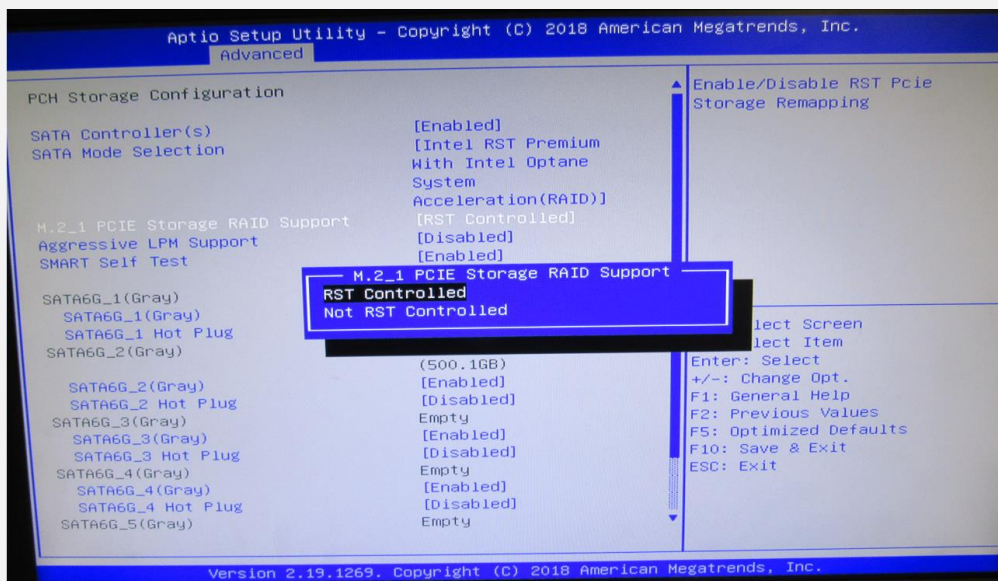 Aptio Setup Utility – Copyright (C) 2018 American Megatrends, Inc.
Advanced
PCH Storage Configuration
SATA Controller(s) [Enabled]
SATA Mode Selection [Intel RST Premium
With Intel Optane
System
Acceleration(RAID)]
M.2_1 PCIE Storage RAID Support [RST Controlled]
Aggressive LPM Support [Disabled]
SMART Self Test [Enabled]
M.2_1 PCIE Storage RAID Support
RST Controlled
Not RST Controlled
SATA6G_1(Gray)
SATA6G_1(Gray)
SATA6G_1 Hot Plug
SATA6G_2(Gray)
(500.1GB)
SATA6G_2(Gray) [Enabled]
SATA6G_2 Hot Plug [Disabled]
SATA6G_3(Gray) Empty
SATA6G_3(Gray) [Enabled]
SATA6G_3 Hot Plug [Disabled]
SATA6G_4(Gray) Empty
SATA6G_4(Gray) [Enabled]
SATA6G_4 Hot Plug [Disabled]
SATA6G_5(Gray) Empty
Enable/Disable RST Pcie
Storage Remapping
Screen
Item
Enter: Select
+/-: Change Opt.
F1: General Help
F2: Previous Values
F5: Optimized Defaults
F10: Save & Exit
ESC: Exit
Version 2.19.1269. Copyright (C) 2018 American Megatrends, Inc.